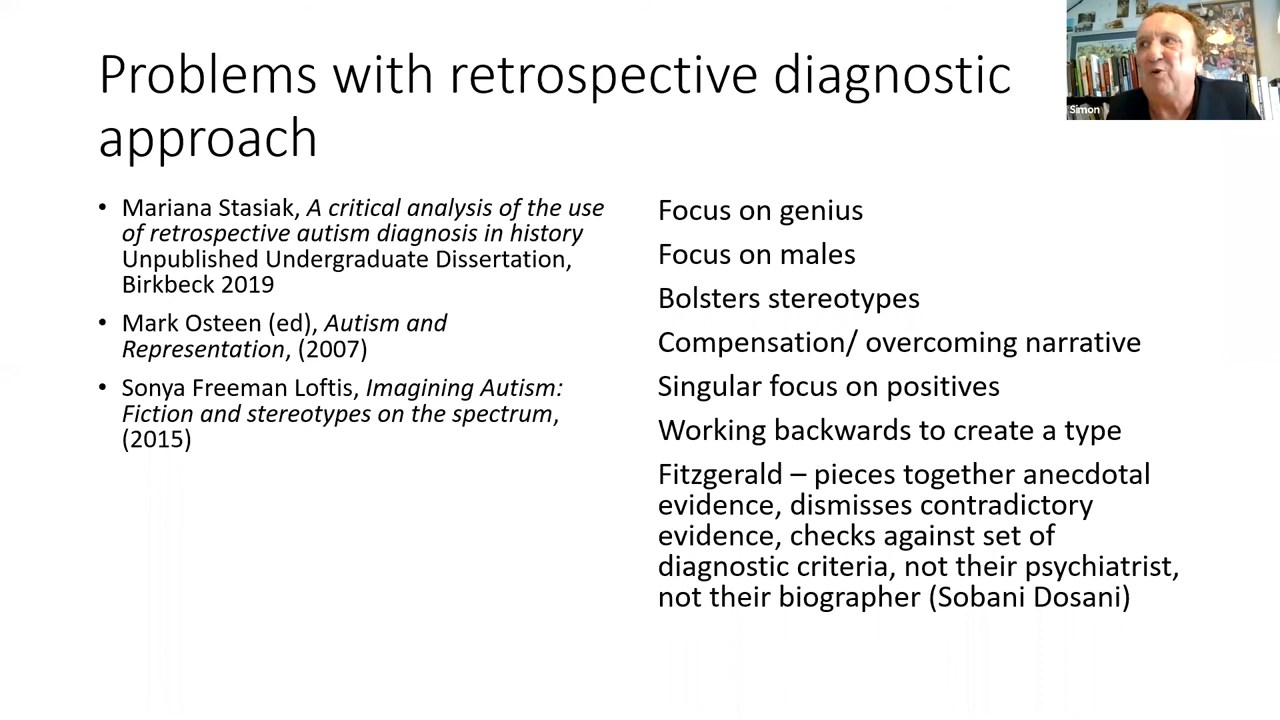 Problems with retrospective diagnostic
approach
Simon
• Mariana Stasiak, A critical analysis of the use
of retrospective autism diagnosis in history
Unpublished Undergraduate Dissertation,
Birkbeck 2019
• Mark Osteen (ed), Autism and
Representation, (2007)
• Sonya Freeman Loftis, Imagining Autism:
Fiction and stereotypes on the spectrum,
(2015)
Focus on genius
Focus on males
Bolsters stereotypes
Compensation/ overcoming narrative
Singular focus on positives
Working backwards to create a type
Fitzgerald – pieces together anecdotal
evidence, dismisses contradictory
evidence, checks against set of
diagnostic criteria, not their psychiatrist,
not their biographer (Sobani Dosani)